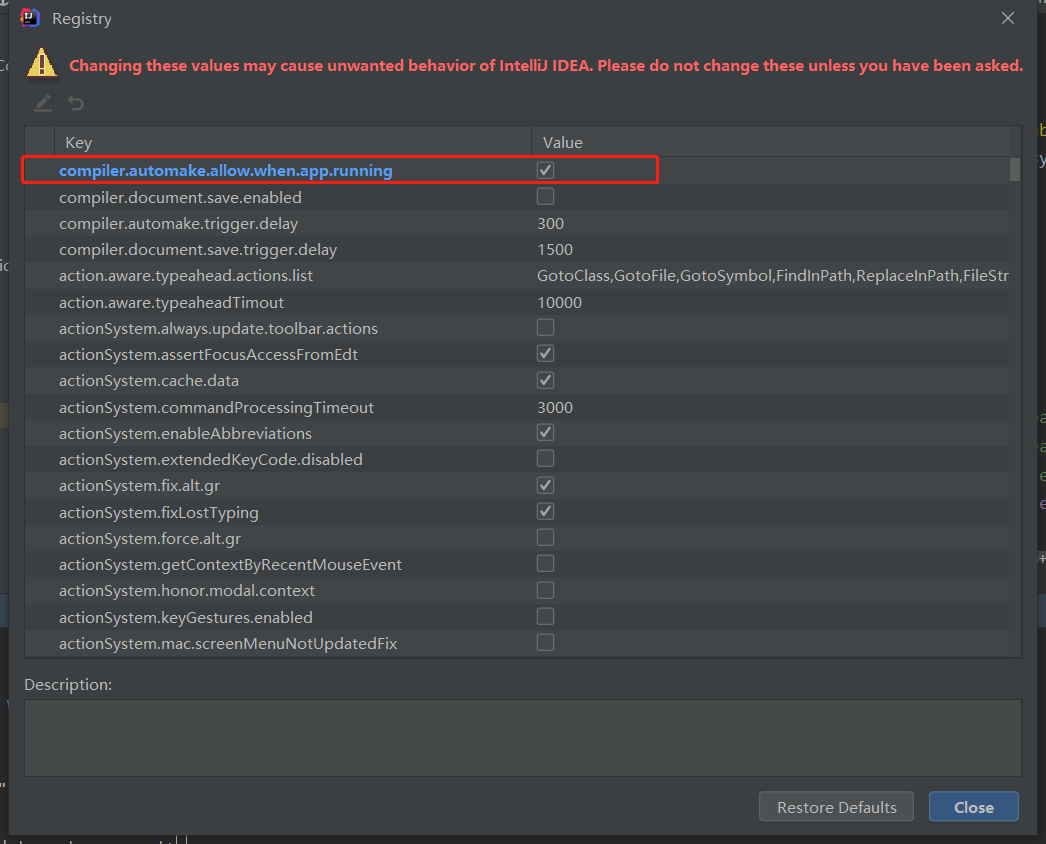 Registry
Changing these values may cause unwanted behavior of IntelliJ IDEA. Please do not change these unless you have been asked.
Key Value
compiler.automake.allow.when.app.running
compiler.document.save.enabled
compiler.automake.trigger.delay 300
compiler.document.save.trigger.delay 1500
action.aware.typeahead.actions.list GotoClass,GotoFile,GotoSymbol,FindInPath,ReplaceInPath,FileStr
action.aware.typeaheadTimout 10000
actionSystem.always.update.toolbar.actions
actionSystem.assertFocusAccessFromEdt
actionSystem.cache.data
actionSystem.commandProcessingTimeout 3000
actionSystem.enableAbbreviations
actionSystem.extendedKeyCode.disabled
actionSystem.fix.alt.gr
actionSystem.fixLostTyping
actionSystem.force.alt.gr
actionSystem.getContextByRecentMouseEvent
actionSystem.honor.modal.context
actionSystem.keyGestures.enabled
actionSystem.mac.screenMenuNotUpdatedFix
Description:
Restore Defaults Close